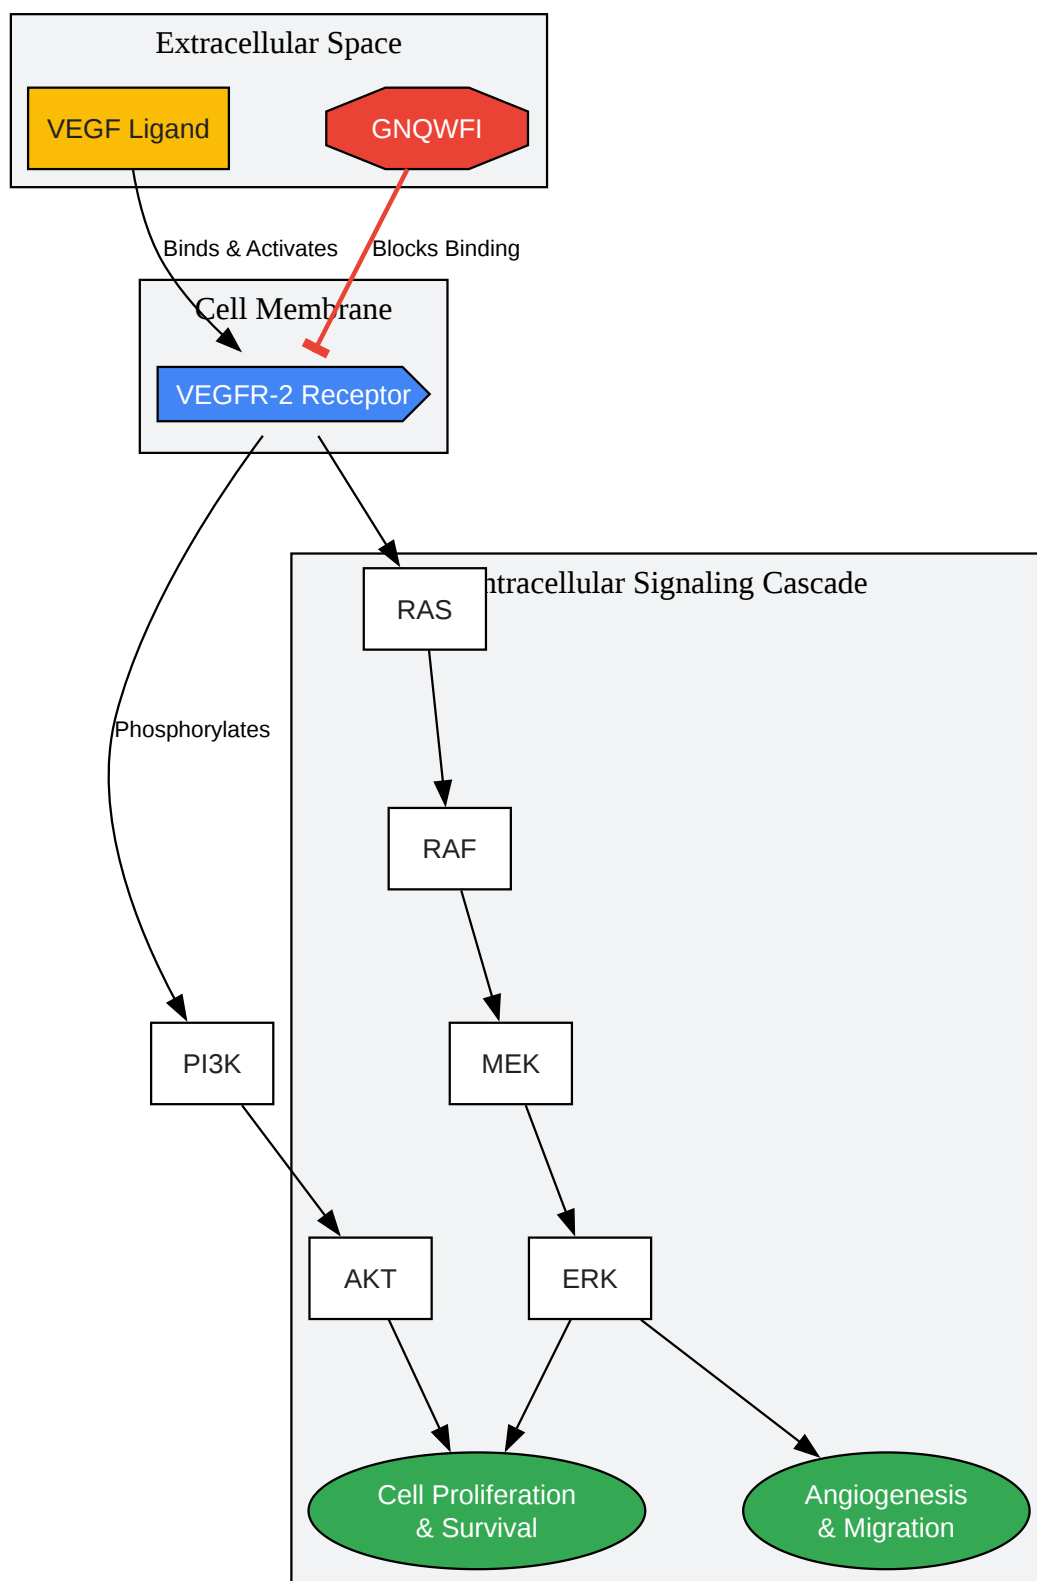 Extracellular Space
VEGF Ligand
GNQWFI
Binds & Activates
Blocks Binding
Cell Membrane
VEGFR-2 Receptor
ntracellular Signaling Cascade
RAS
Phosphorylates
RAF
PI3K
MEK
AKT
ERK
Cell Proliferation
& Survival
Angiogenesis
& Migration